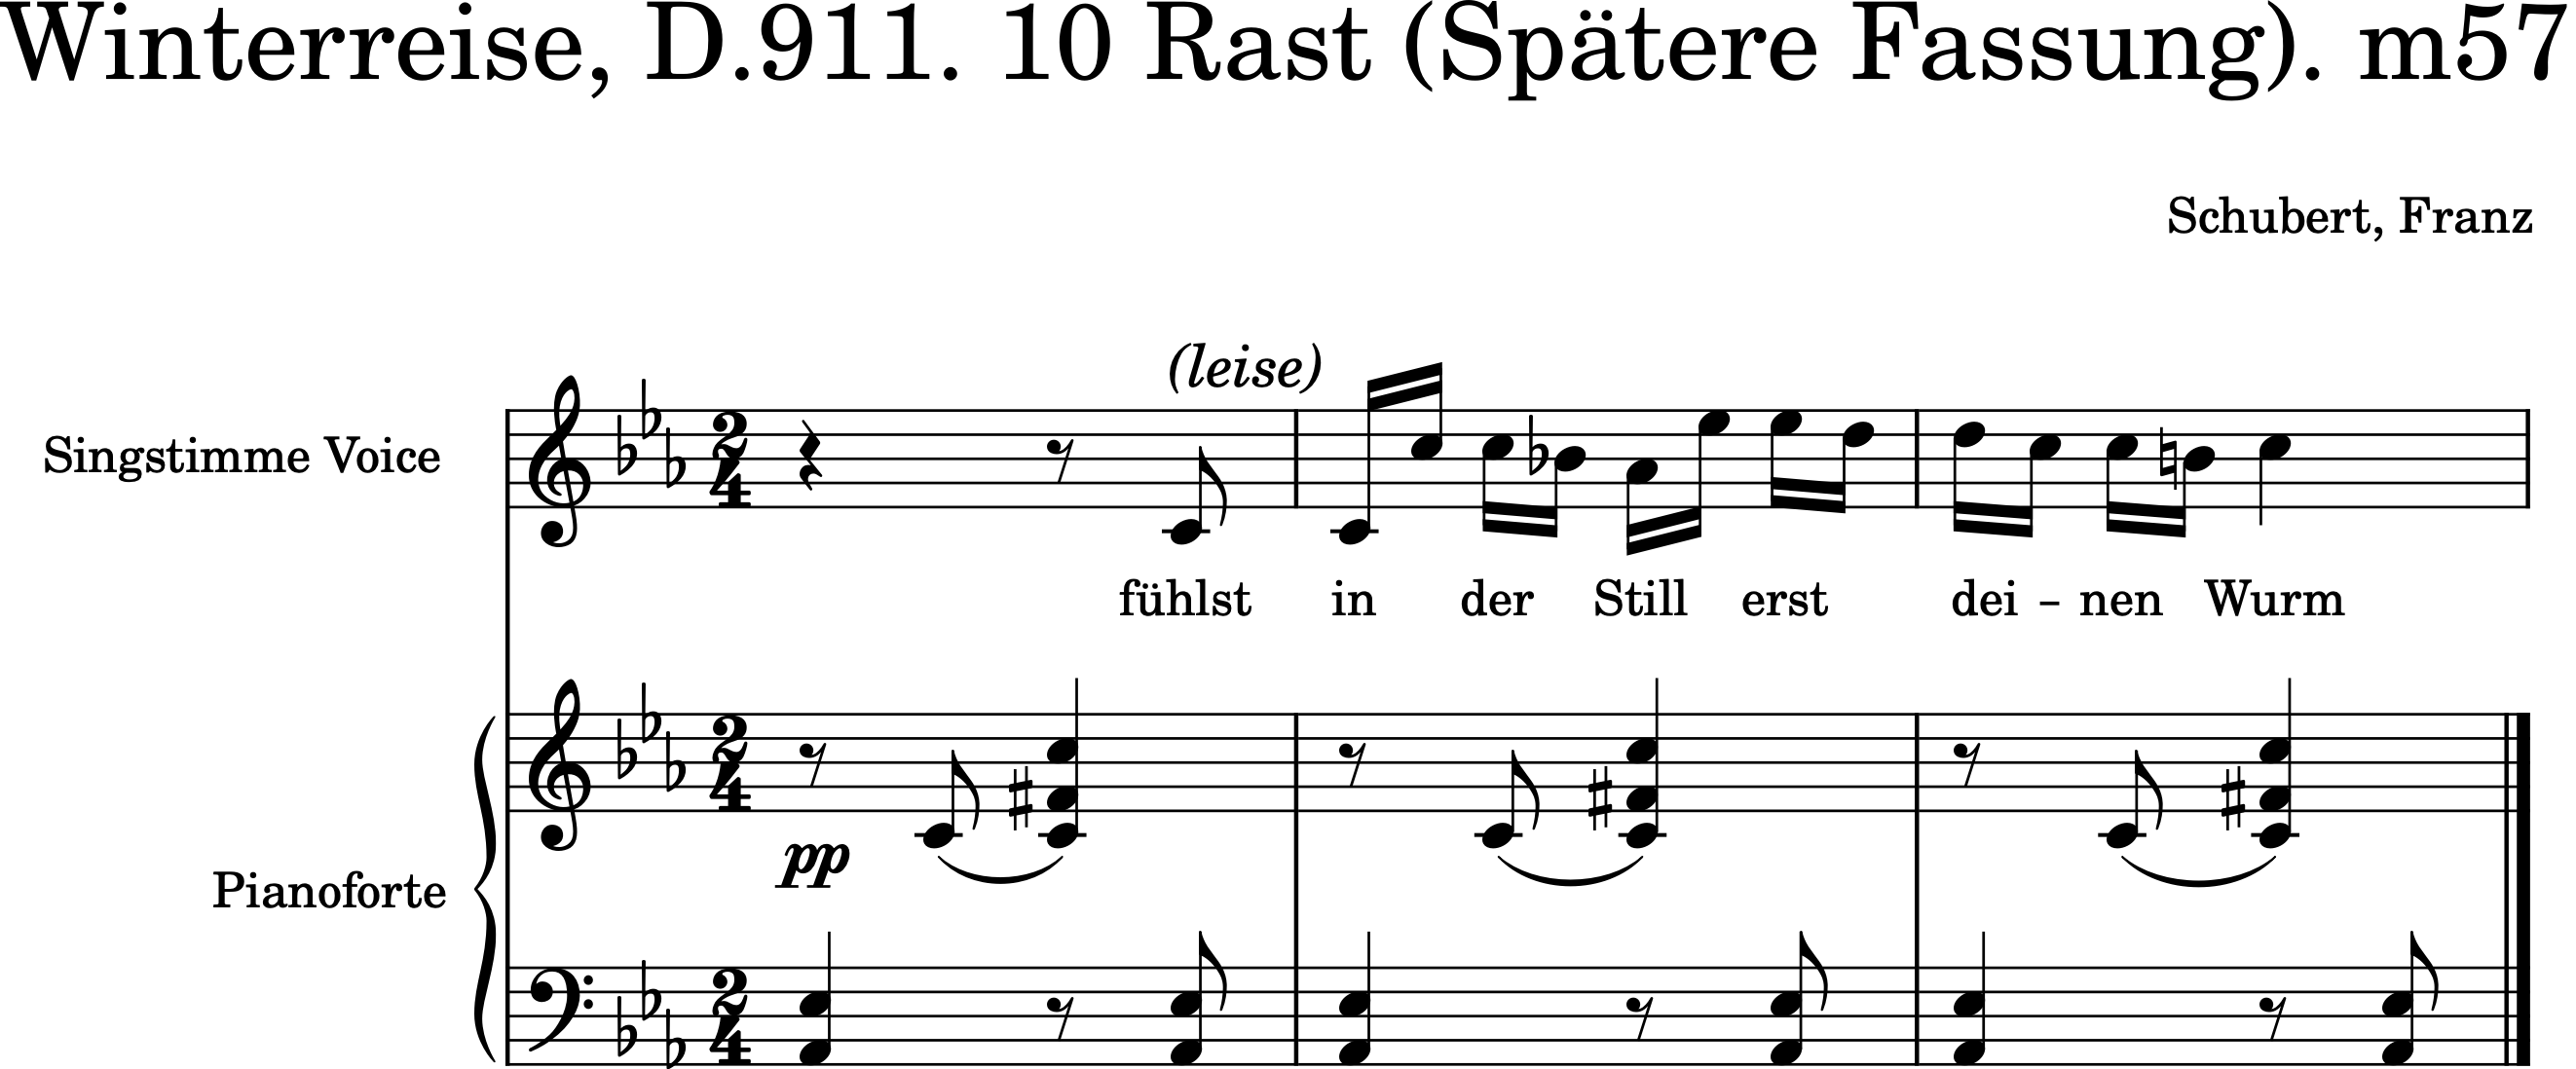 Winterreise, D.911. 10 Rast (Spätere Fassung). m57
Schubert, Franz
(leise)
Singstimme Voice
fühlst in der Still erst dei - nen Wurm
pp
Pianoforte